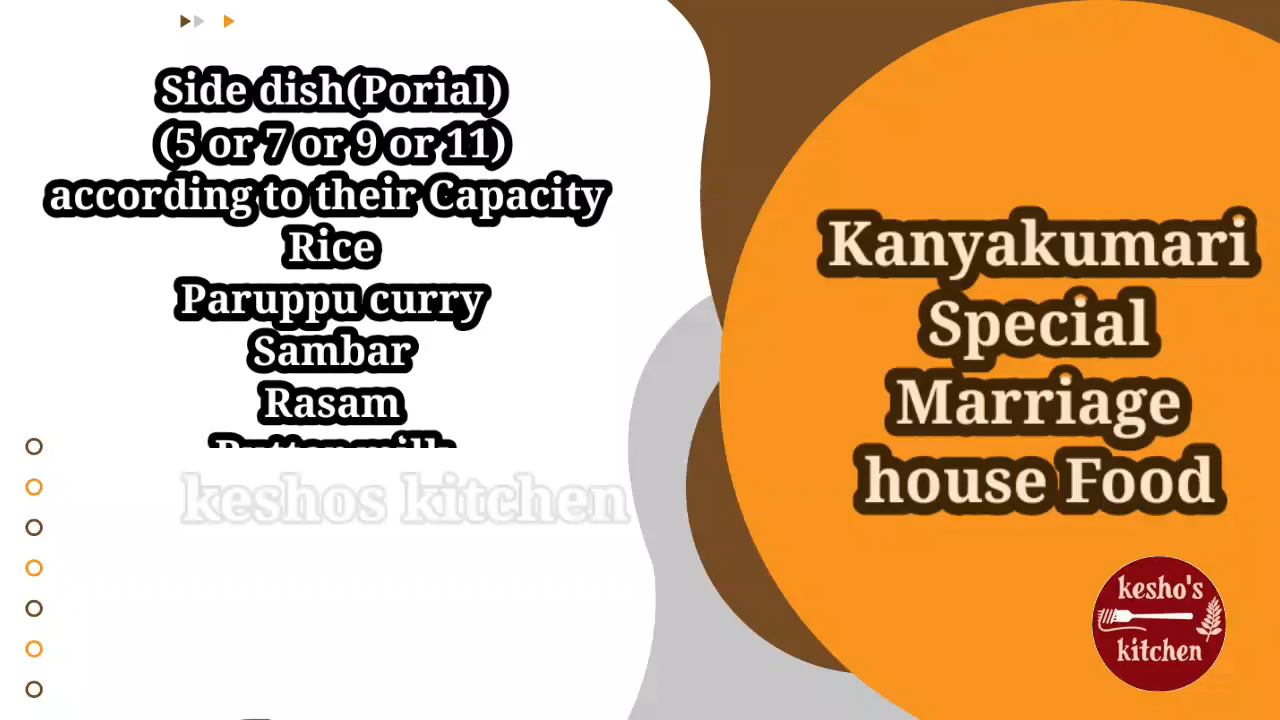 Side dish(Porial)
(5 or 7 or 9 or 11)
according to their Capacity
Rice
Paruppu curry
Sambar
Rasam
keshos kitchen
Kanyakumari
Special
Marriage
house Food
kesho's
kitchen